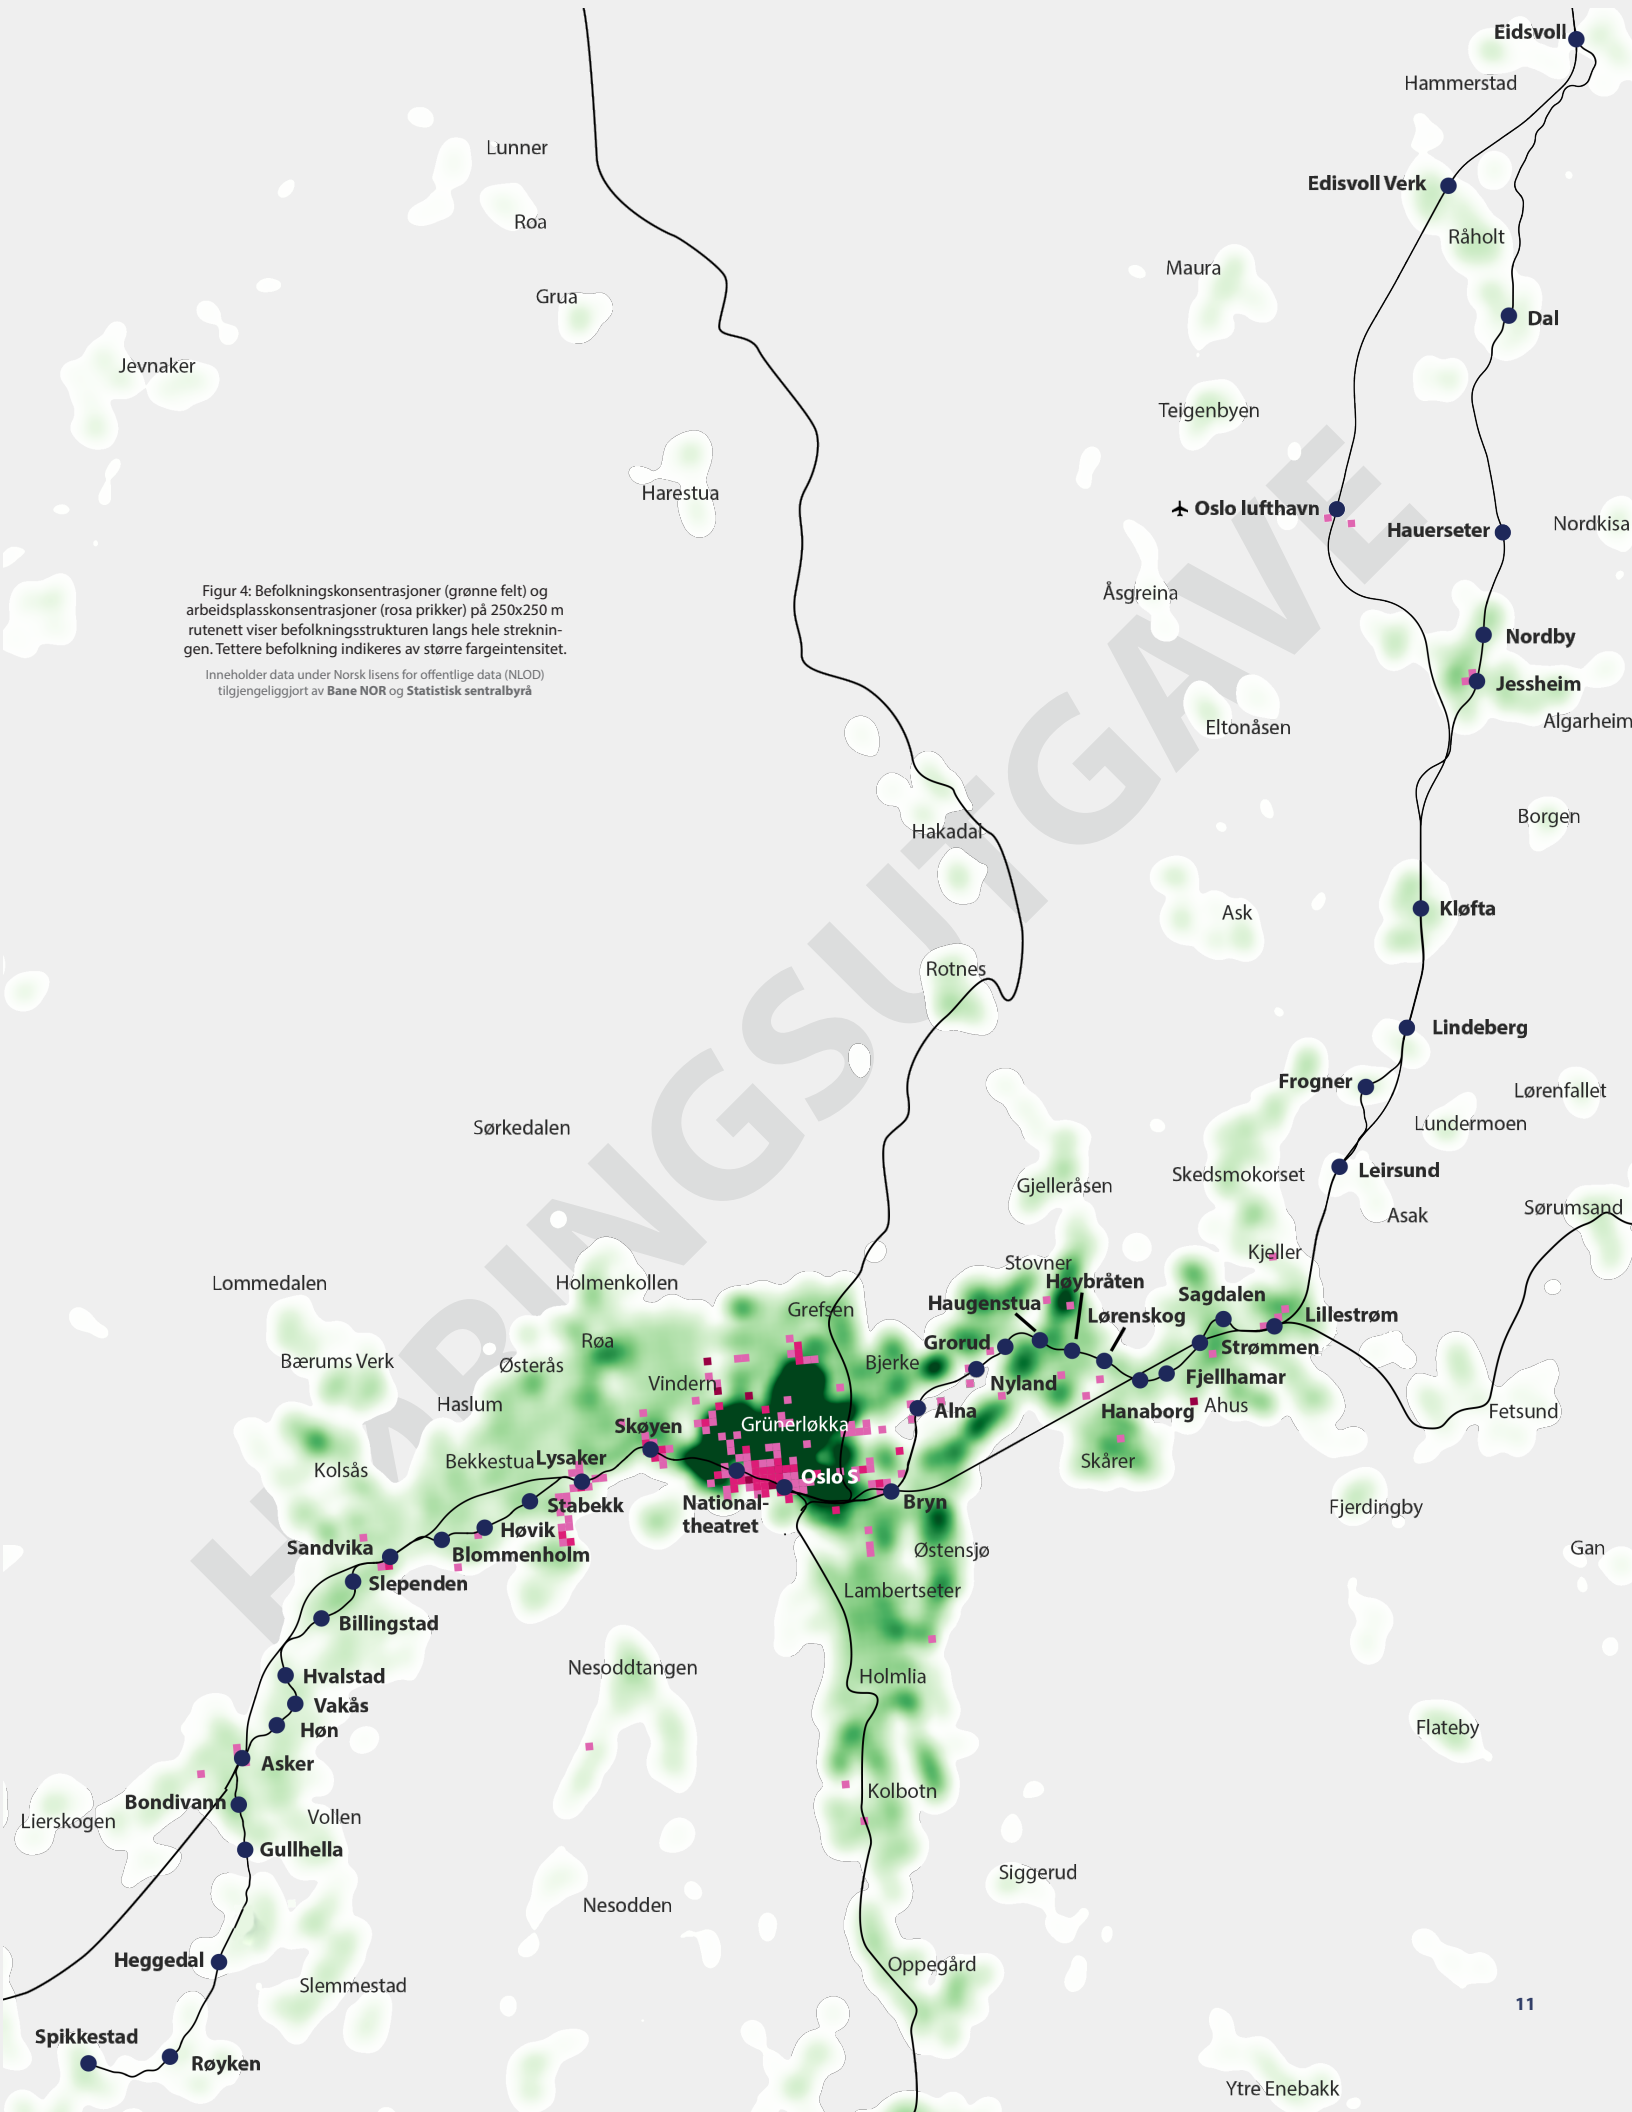 Eidsvoll
Hammerstad
Lunner
Edisvoll Verk
Roa
Råholt
Maura
Grua
Dal
Jevnaker
Teigenbyen
Harestua
Oslo lufthavn
Nordkisa
Hauerseter
Figur 4: Befolkningskonsentrasjoner (grønne felt) og
arbeidsplasskonsentrasjoner (rosa prikker) på 250x250 m
rutenett viser befolkningsstrukturen langs hele streknin-
gen. Tettere befolkning indikeres av større fargeintensitet.
Inneholder data under Norsk lisens for offentlige data (NLOD)
tilgjengeliggjort av Bane NOR og Statistisk sentralbyrå
Åsgreina
Nordby
Jessheim
Algarheim
Eltonåsen
Borgen
Hakadal
Kløfta
Ask
Rotnes
Lindeberg
Frogner
Lørenfallet
Lundermoen
Sørkedalen
HØRINGSUTGAVE
Leirsund
Skedsmokorset
Gjelleråsen
Sørumsand
Asak
Kjeller
Stovner
Høybråten
Lommedalen
Holmenkollen
Sagdalen
Haugenstua
Grefsen
Lørenskog
Lillestrøm
Røa
Grorud
Strømmen
Bærums Verk
Østerås
Bjerke
Vindern
Nyland
Fjellhamar
Haslum
Ahus
Alna
Hanaborg
Fetsund
Skøyen
Grünerløkka
Bekkestua
Lysaker
Kolsås
Skårer
Oslo S
National-
theatret
Bryn
Stabekk
Fjerdingby
Høvik
Sandvika
Blommenholm
Østensjø
Gan
Slependen
Lambertseter
Billingstad
Nesoddtangen
Hvalstad
Holmlia
Vakås
Høn
Flateby
Asker
Kolbotn
Bondivann
Vollen
Lierskogen
Gullhella
Siggerud
Nesodden
Heggedal
Oppegård
Slemmestad
11
Spikkestad
Røyken
Ytre Enebakk